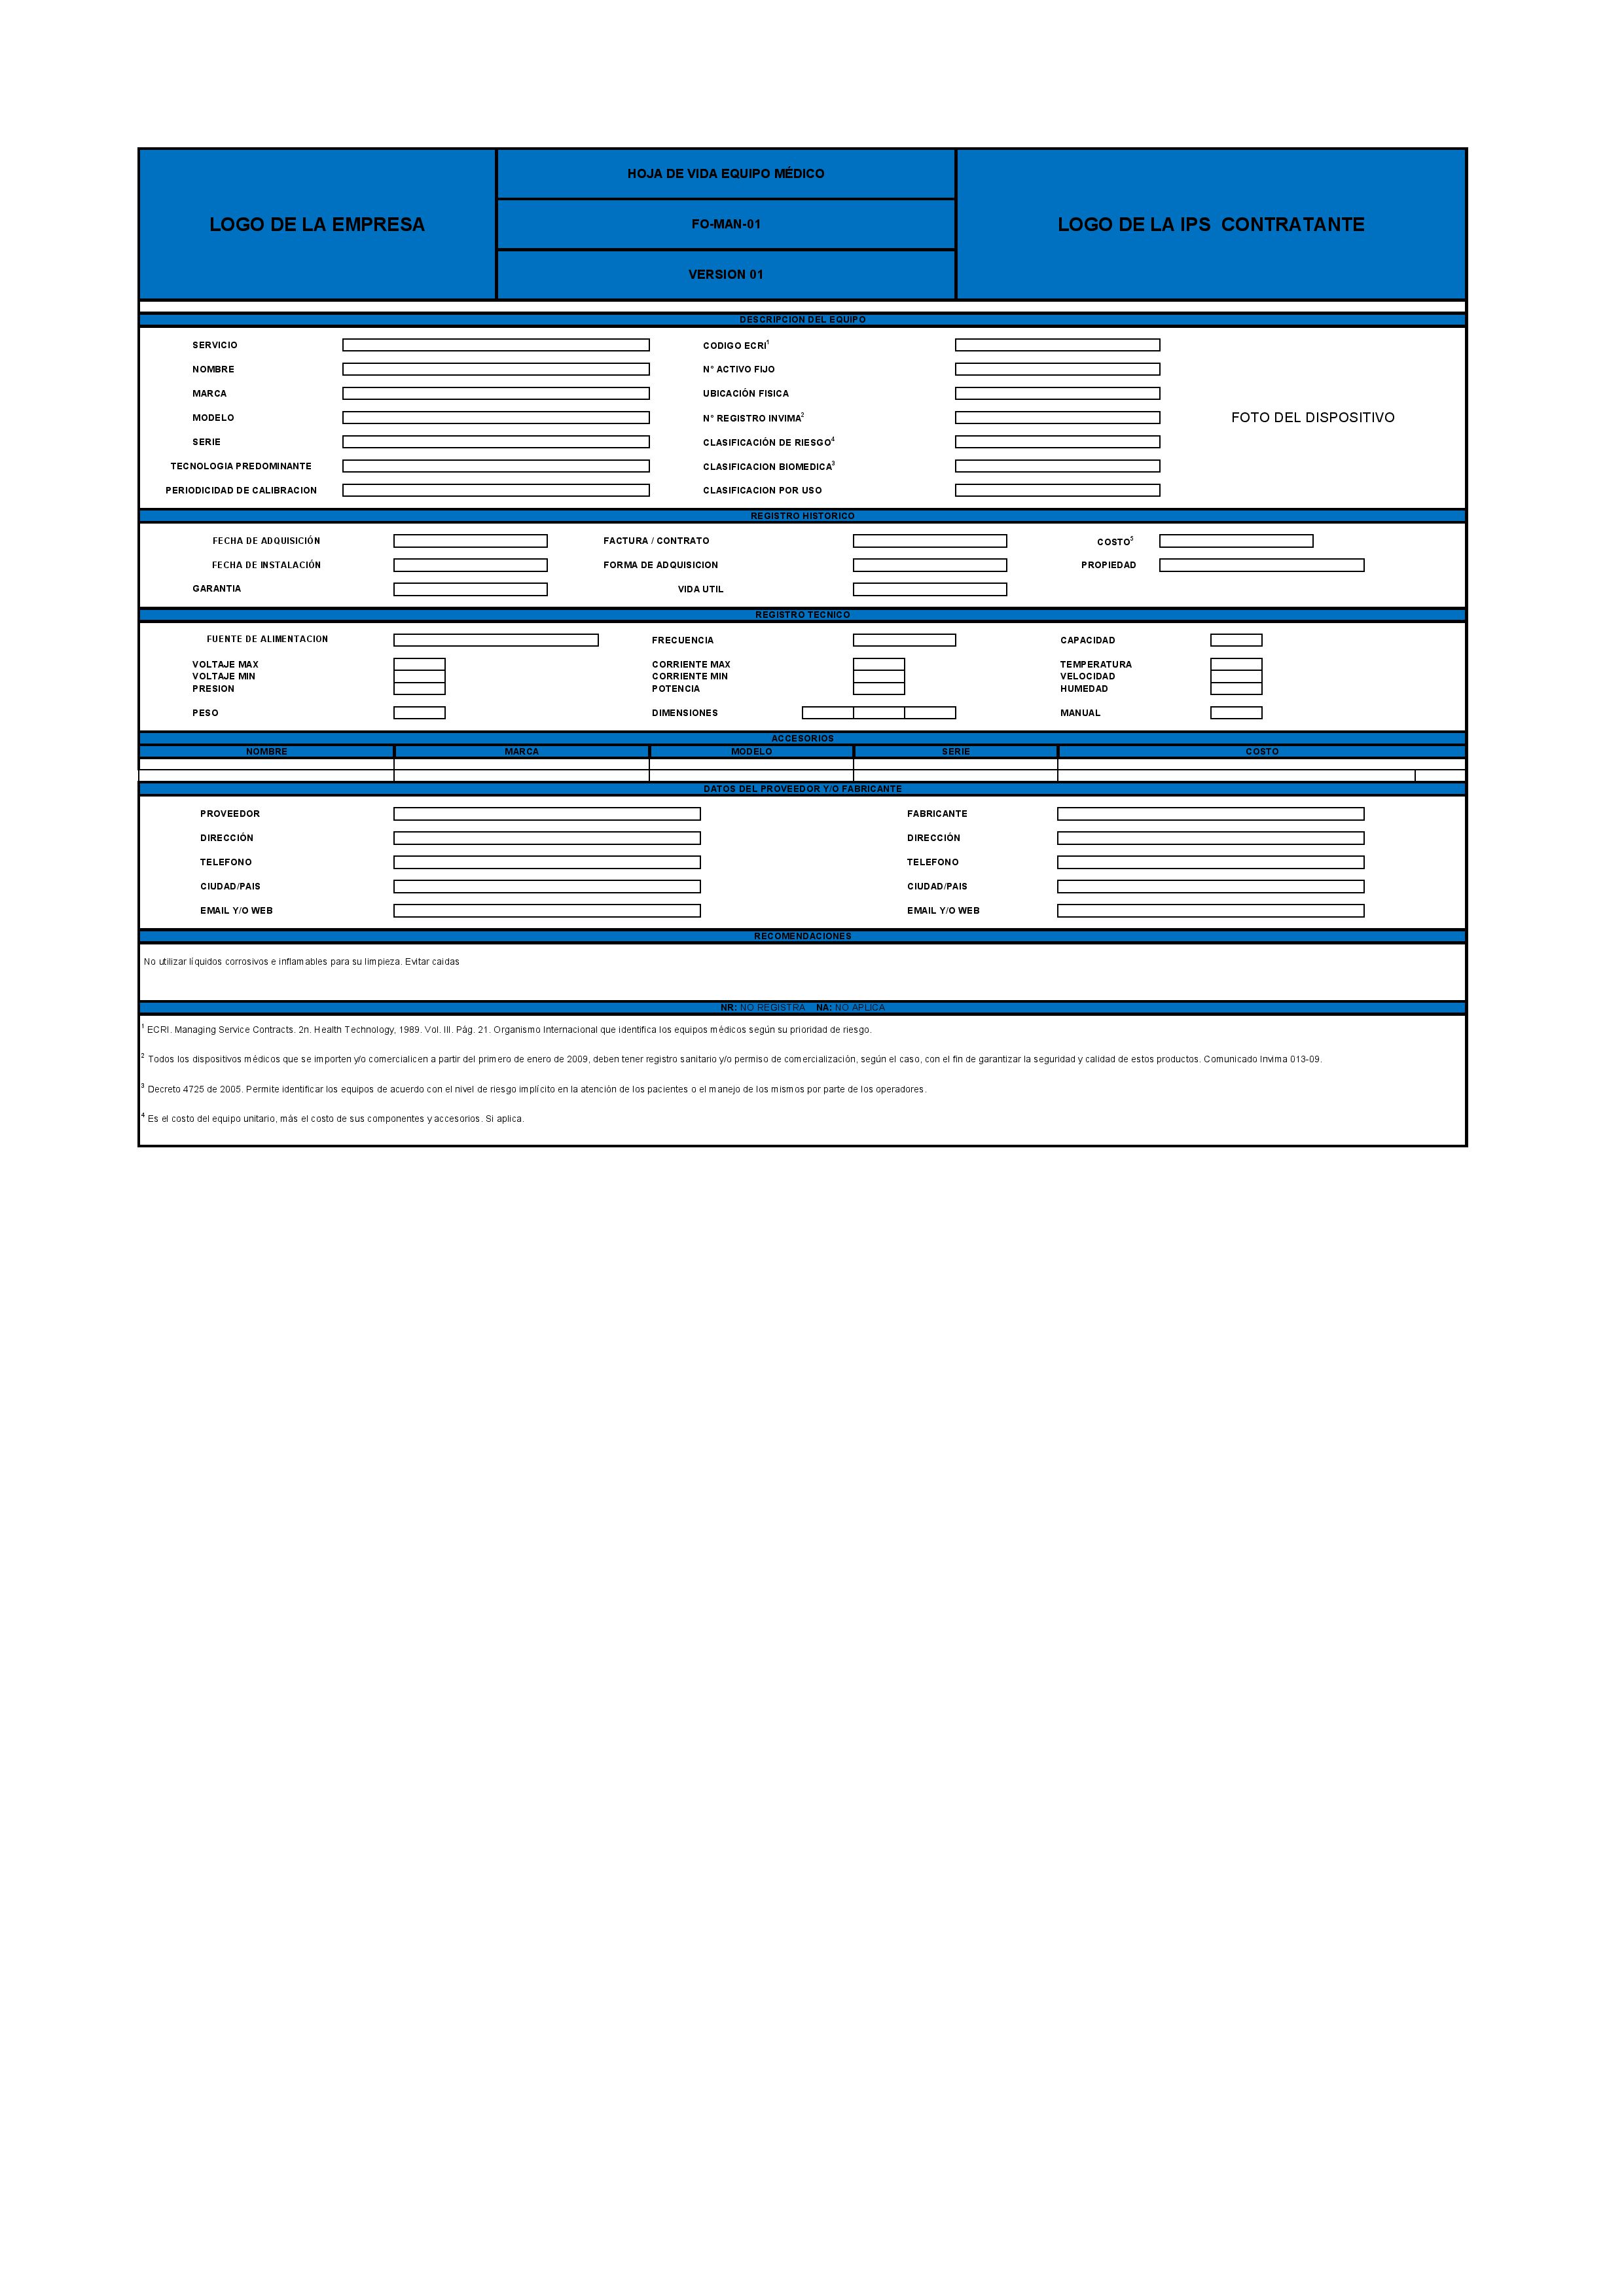 LOGO DE LA EMPRESA
HOJA DE VIDA EQUIPO MÉDICO
FO-MAN-01
VERSION 01
LOGO DE LA IPS CONTRATANTE
DESCRIPCION DEL EQUIPO
SERVICIO CODIGO ECRI¹
NOMBRE N° ACTIVO FIJO
MARCA UBICACIÓN FISICA
MODELO N° REGISTRO INVIMA² FOTO DEL DISPOSITIVO
SERIE CLASIFICACIÓN DE RIESGO⁴
TECNOLOGIA PREDOMINANTE CLASIFICACION BIOMEDICA³
PERIODICIDAD DE CALIBRACION CLASIFICACION POR USO
REGISTRO HISTORICO
FECHA DE ADQUISICIÓN FACTURA / CONTRATO COSTO⁵
FECHA DE INSTALACIÓN FORMA DE ADQUISICION PROPIEDAD
GARANTIA VIDA UTIL
REGISTRO TECNICO
FUENTE DE ALIMENTACION FRECUENCIA CAPACIDAD
VOLTAJE MAX CORRIENTE MAX TEMPERATURA
VOLTAJE MIN CORRIENTE MIN VELOCIDAD
PRESION POTENCIA HUMEDAD
PESO DIMENSIONES MANUAL
ACCESORIOS
NOMBRE MARCA MODELO SERIE COSTO
DATOS DEL PROVEEDOR Y/O FABRICANTE
PROVEEDOR FABRICANTE
DIRECCIÓN DIRECCIÓN
TELEFONO TELEFONO
CIUDAD/PAIS CIUDAD/PAIS
EMAIL Y/O WEB EMAIL Y/O WEB
RECOMENDACIONES
No utilizar líquidos corrosivos e inflamables para su limpieza. Evitar caidas
NR: NO REGISTRA NA: NO APLICA
¹ ECRI. Managing Service Contracts. 2n. Health Technology, 1989. Vol. III. Pág. 21. Organismo Internacional que identifica los equipos médicos según su prioridad de riesgo.
² Todos los dispositivos médicos que se importen y/o comercialicen a partir del primero de enero de 2009, deben tener registro sanitario y/o permiso de comercialización, según el caso, con el fin de garantizar la seguridad y calidad de estos productos. Comunicado Invima 013-09.
³ Decreto 4725 de 2005. Permite identificar los equipos de acuerdo con el nivel de riesgo implícito en la atención de los pacientes o el manejo de los mismos por parte de los operadores.
⁴ Es el costo del equipo unitario, más el costo de sus componentes y accesorios. Si aplica.